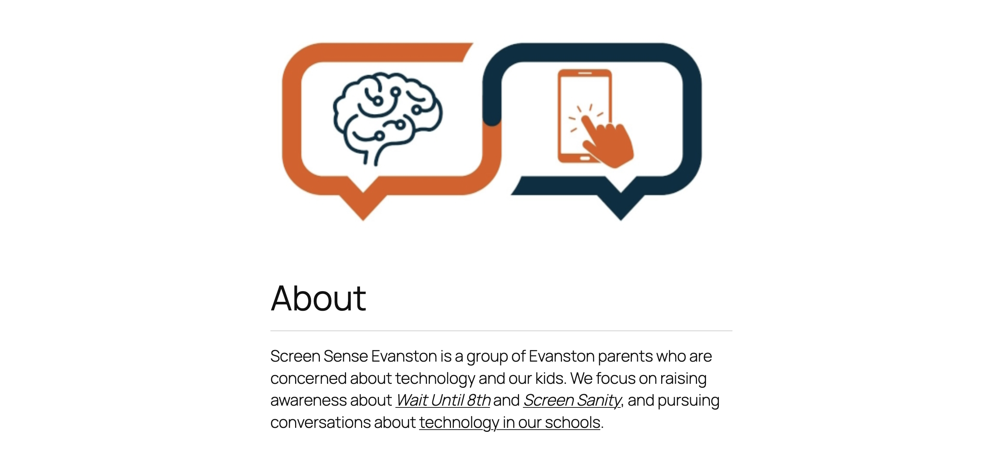 About
Screen Sense Evanston is a group of Evanston parents who are
concerned about technology and our kids. We focus on raising
awareness about Wait Until 8th and Screen Sanity, and pursuing
conversations about technology in our schools.